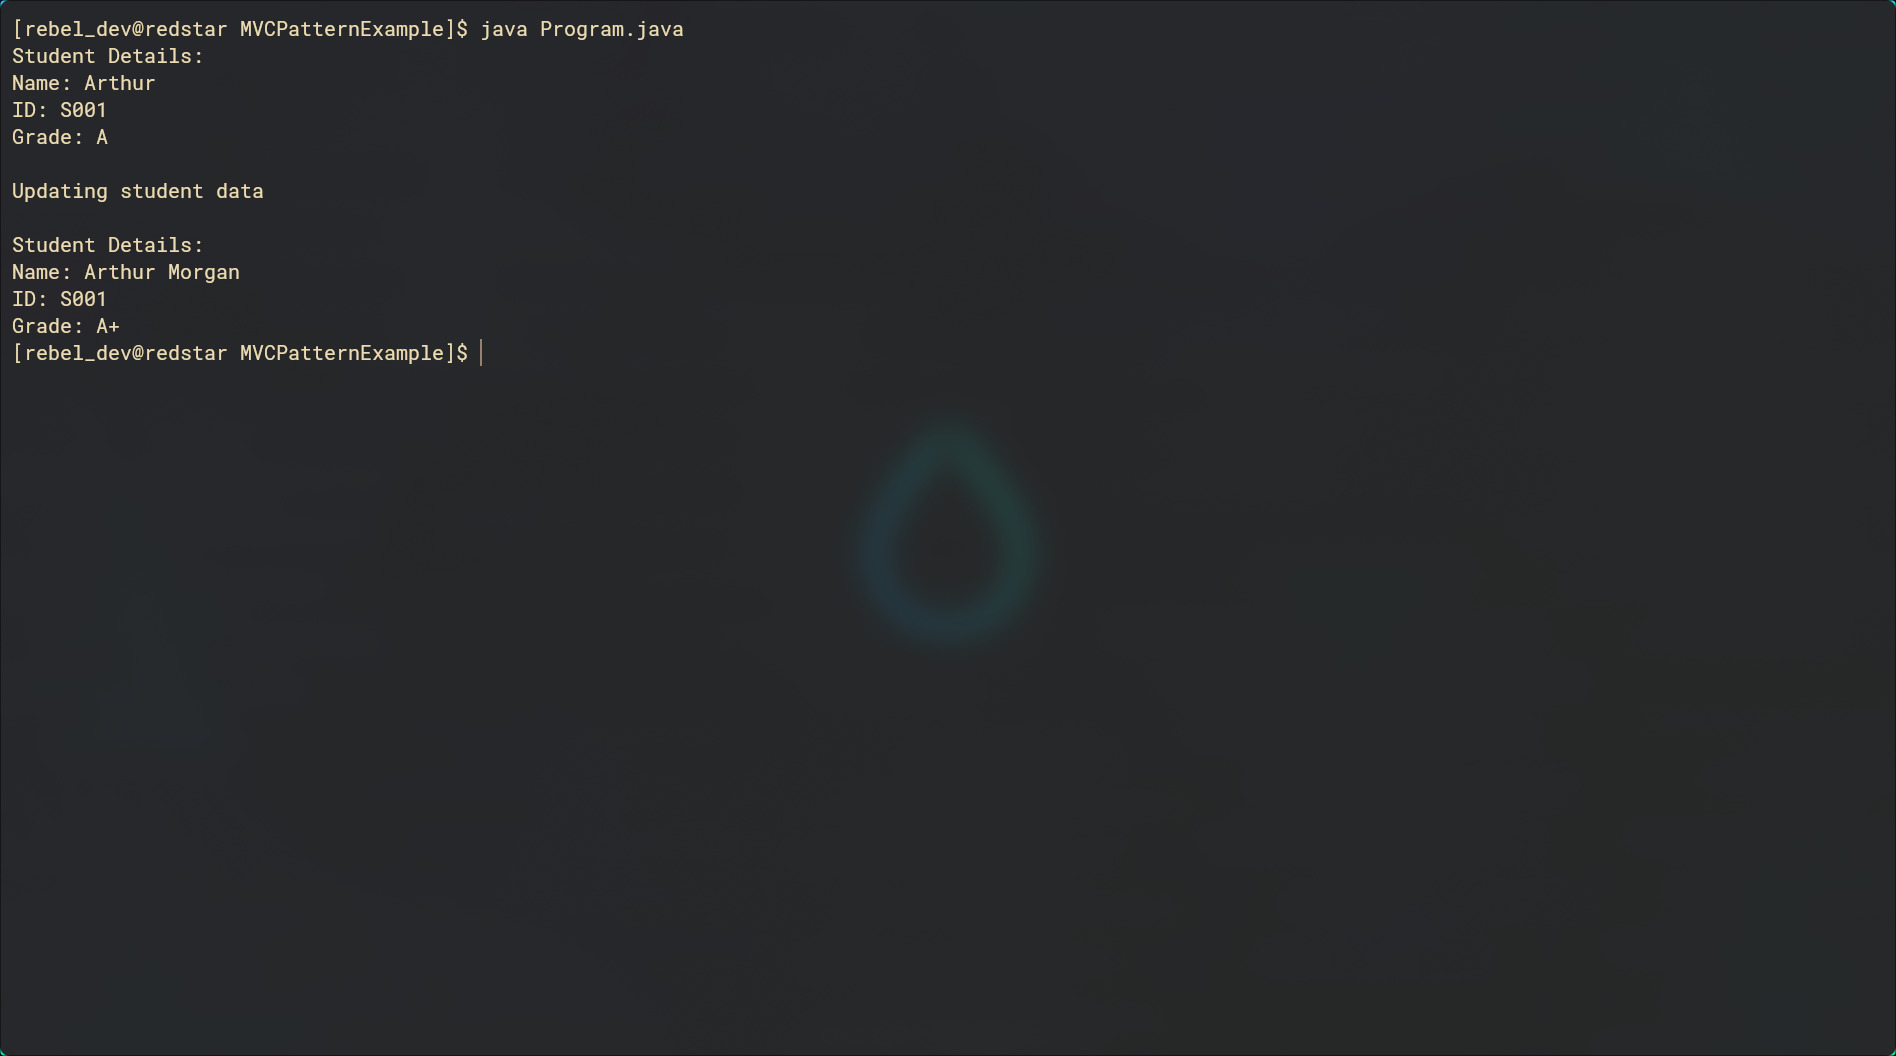 [rebel_dev@redstar MVCPatternExample]$ java Program.java
Student Details:
Name: Arthur
ID: S001
Grade: A
Updating student data
Student Details:
Name: Arthur Morgan
ID: S001
Grade: A+
[rebel_dev@redstar MVCPatternExample]$